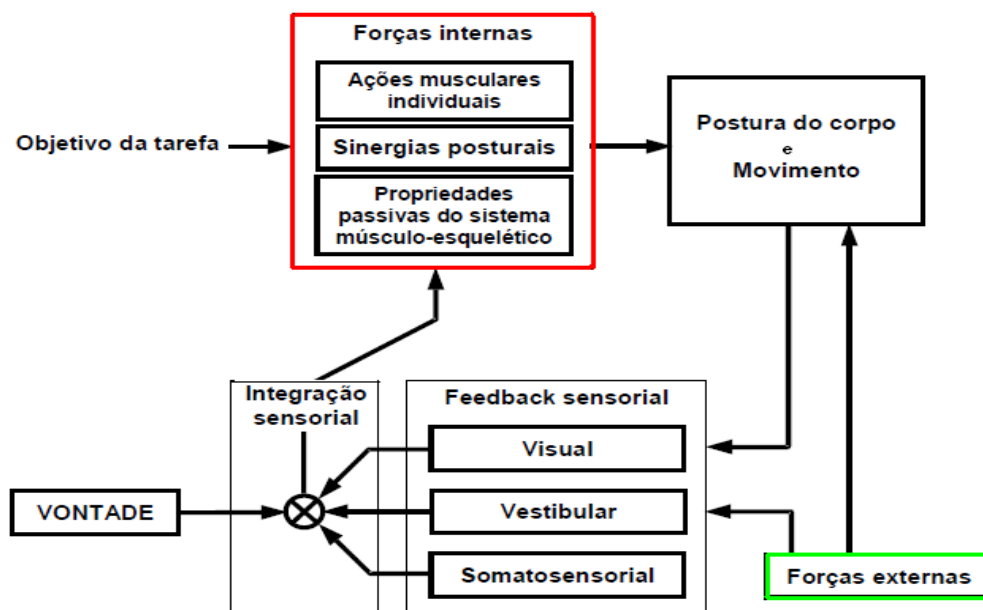 Forças internas
Ações musculares
individuais
Objetivo da tarefa
Sinergias posturais
Propriedades
passivas do sistema
músculo-esquelético
Postura do corpo
e
Movimento
Integração
sensorial
Feedback sensorial
Visual
VONTADE
Vestibular
Somatosensorial
Forças externas